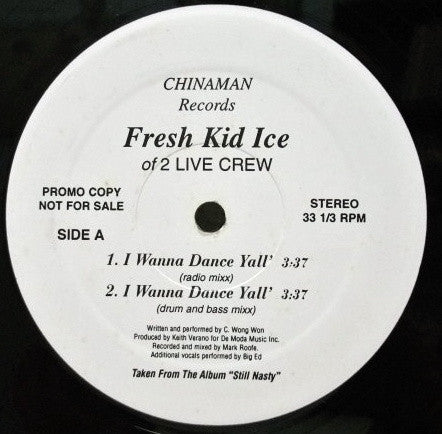 CHINAMAN
Records
Fresh Kid Ice
of 2 LIVE CREW
PROMO COPY
NOT FOR SALE
STEREO
33 1/3 RPM
SIDE A
1. I Wanna Dance Yall' 3:37
(radio mixx)
2. I Wanna Dance Yall' 3:37
(drum and bass mixx)
Written and performed by C. Wong Won
Produced by Keith Verano for De Moda Music Inc.
Recorded and mixed by Mark Roofe.
Additional vocals performed by Big Ed
Taken From The Album "Still Nasty"